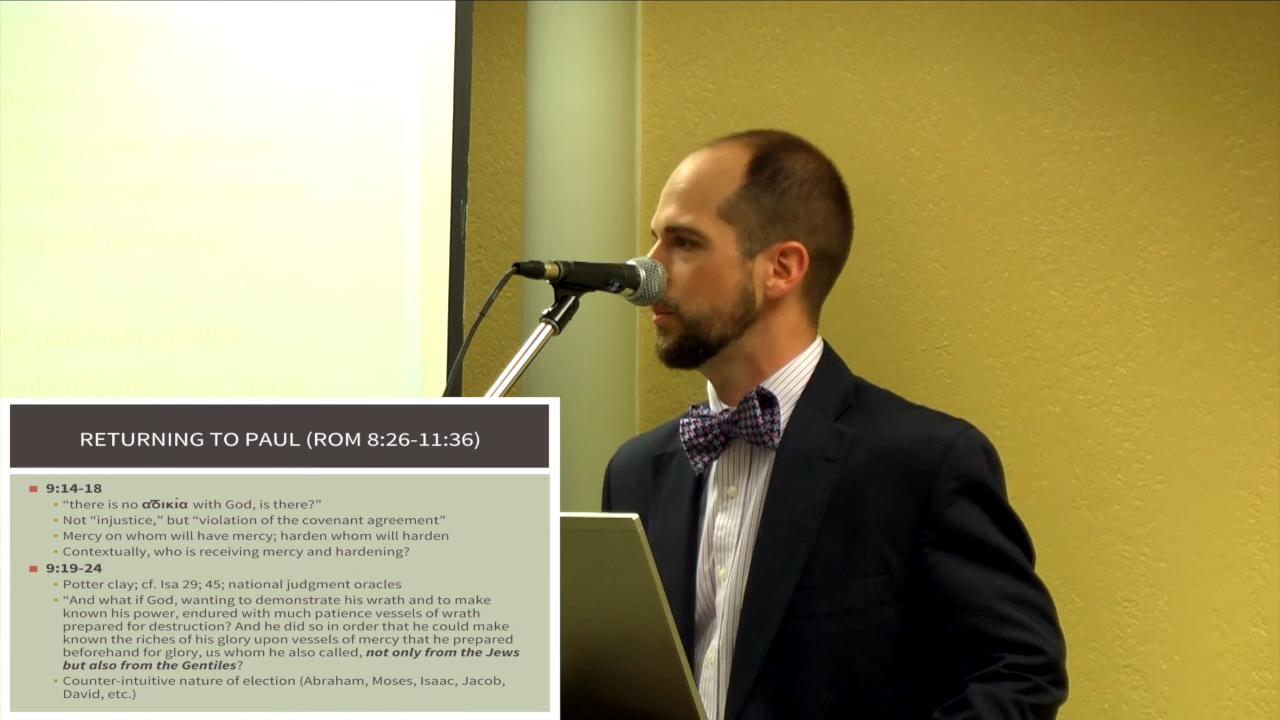 nal judgment oracles
RETURNING TO PAUL (ROM 8:26-11:36)
9:14-18
“there is no αδικία with God, is there?”
Not “injustice,” but “violation of the covenant agreement”
Mercy on whom will have mercy; harden whom will harden
Contextually, who is receiving mercy and hardening?
9:19-24
Potter clay; cf. Isa 29; 45; national judgment oracles
“And what if God, wanting to demonstrate his wrath and to make
known his power, endured with much patience vessels of wrath
prepared for destruction? And he did so in order that he could make
known the riches of his glory upon vessels of mercy that he prepared
beforehand for glory, us whom he also called, not only from the Jews
but also from the Gentiles?
Counter-intuitive nature of election (Abraham, Moses, Isaac, Jacob,
David, etc.)